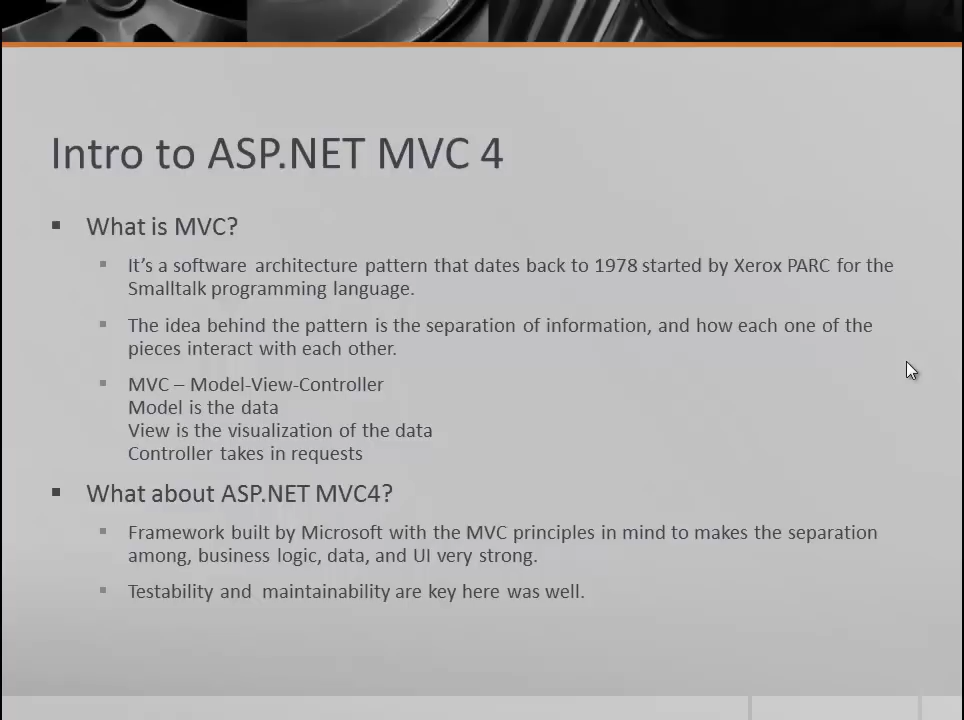 Intro to ASP.NET MVC 4
What is MVC?
It's a software architecture pattern that dates back to 1978 started by Xerox PARC for the
Smalltalk programming language.
The idea behind the pattern is the separation of information, and how each one of the
pieces interact with each other.
MVC – Model-View-Controller
Model is the data
View is the visualization of the data
Controller takes in requests
What about ASP.NET MVC4?
Framework built by Microsoft with the MVC principles in mind to makes the separation
among, business logic, data, and UI very strong.
Testability and maintainability are key here was well.